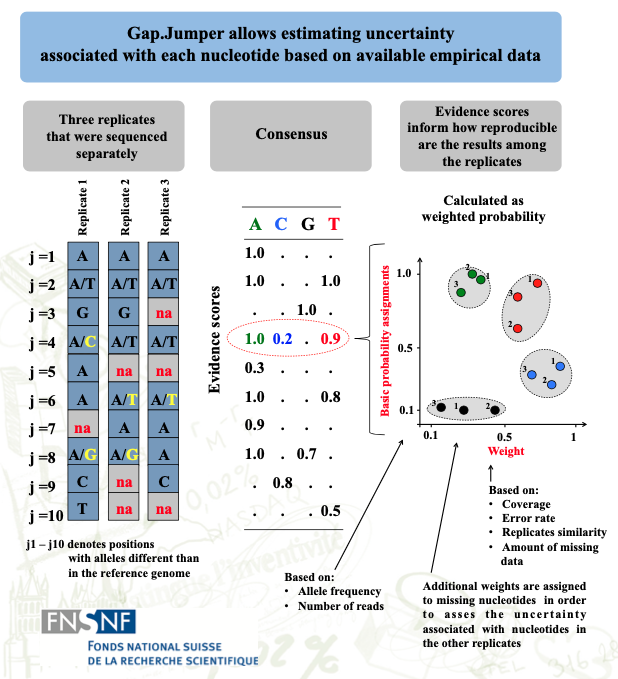 Gap.Jumper allows estimating uncertainty
associated with each nucleotide based on available empirical data
Three replicates
that were sequenced
separately
Consensus
Evidence scores
inform how reproducible
are the results among
the replicates
Replicate 1
Replicate 2
Replicate 3
j =1 A A A
j =2 A/T A/T A/T
j =3 G G na
j =4 A/C A/T A/T
j =5 A na na
j =6 A A/T A/T
j =7 na A A
j =8 A/G A/G A
j =9 C na C
j =10 T na na
j1 – j10 denotes positions
with alleles different than
in the reference genome
Evidence scores
A C G T
1.0 . . .
1.0 . . 1.0
. . 1.0 .
1.0 0.2 . 0.9
0.3 . . .
1.0 . . 0.8
0.9 . . .
1.0 . 0.7 .
. 0.8 . .
. . . 0.5
Calculated as
weighted probability
Basic probability assignments
1.0
0.5
0.1
2
1
3
1
3
2
1
3
2
3
1
2
0.1 0.5 1
Weight
Based on:
• Coverage
• Error rate
• Replicates similarity
• Amount of missing
data
Based on:
• Allele frequency
• Number of reads
Additional weights are assigned
to missing nucleotides in order
to asses the uncertainty
associated with nucleotides in
the other replicates
FNSNF
FONDS NATIONAL SUISSE
DE LA RECHERCHE SCIENTIFIQUE
0,02%
NASDAQ
02%
316 28